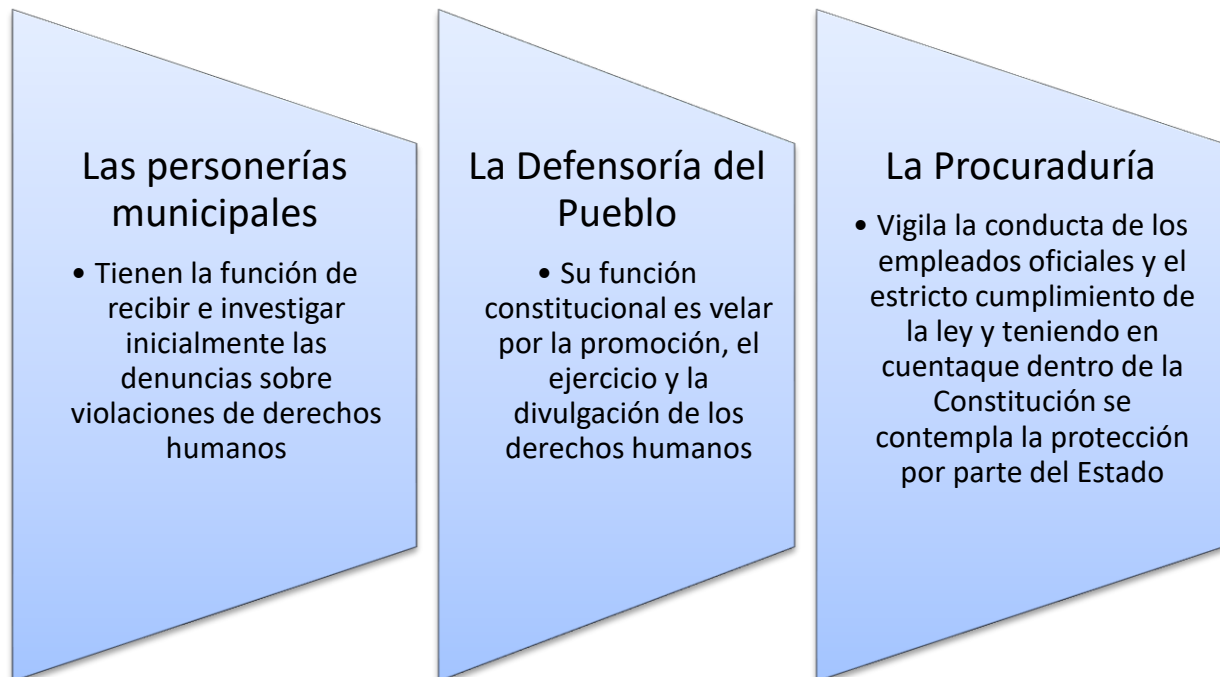 Las personerías
municipales
• Tienen la función de
recibir e investigar
inicialmente las
denuncias sobre
violaciones de derechos
humanos
La Defensoría del
Pueblo
• Su función
constitucional es velar
por la promoción, el
ejercicio y la
divulgación de los
derechos humanos
La Procuraduría
• Vigila la conducta de los
empleados oficiales y el
estricto cumplimiento de
la ley y teniendo en
cuentaque dentro de la
Constitución se
contempla la protección
por parte del Estado